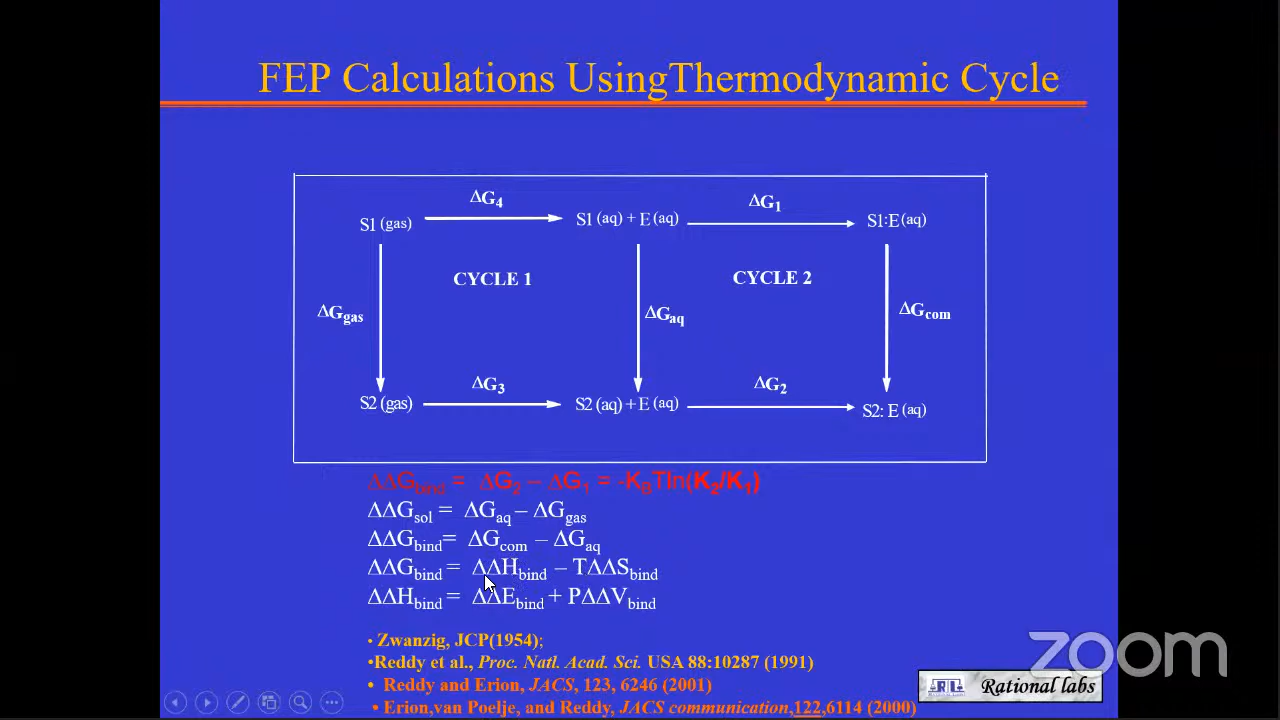 FEP Calculations UsingThermodynamic Cycle
ΔG4
ΔG1
S1 (gas)
S1 (aq) + E (aq)
S1:E (aq)
CYCLE 1
CYCLE 2
ΔGgas
ΔGaq
ΔGcom
ΔG3
ΔG2
S2 (gas)
S2 (aq) + E (aq)
S2: E (aq)
ΔΔGbind = ΔG2 – ΔG1 = -KBTln(K2/K1)
ΔΔGsol = ΔGaq – ΔGgas
ΔΔGbind= ΔGcom – ΔGaq
ΔΔGbind = ΔΔHbind – TΔΔSbind
ΔΔHbind = ΔΔEbind + PΔΔVbind
• Zwanzig, JCP(1954);
•Reddy et al., Proc. Natl. Acad. Sci. USA 88:10287 (1991)
• Reddy and Erion, JACS, 123, 6246 (2001)
• Erion,van Poelje, and Reddy, JACS communication,122,6114 (2000)
zoom
Rational labs